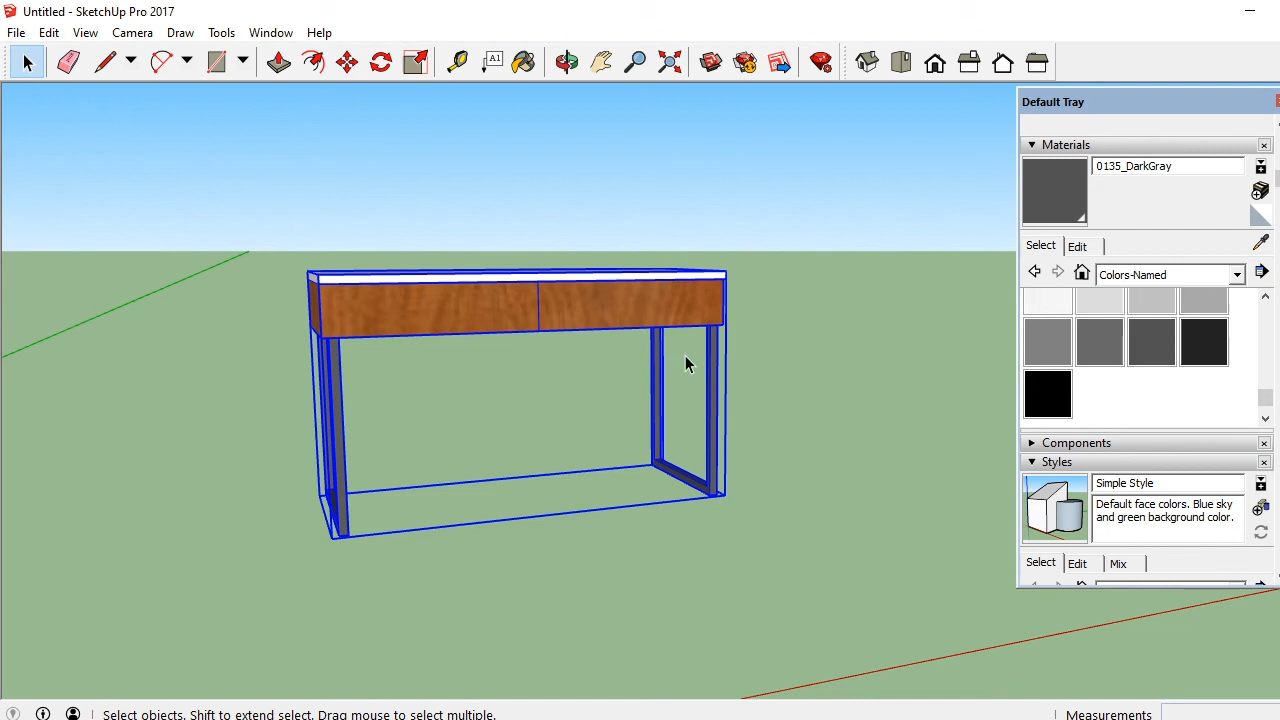 Untitled - SketchUp Pro 2017
File Edit View Camera Draw Tools Window Help
A1
Default Tray
Materials
0135_DarkGray
Select Edit
Colors-Named
Components
Styles
Simple Style
Default face colors. Blue sky
and green background color.
Select Edit Mix
Select objects. Shift to extend select. Drag mouse to select multiple.
Measurements